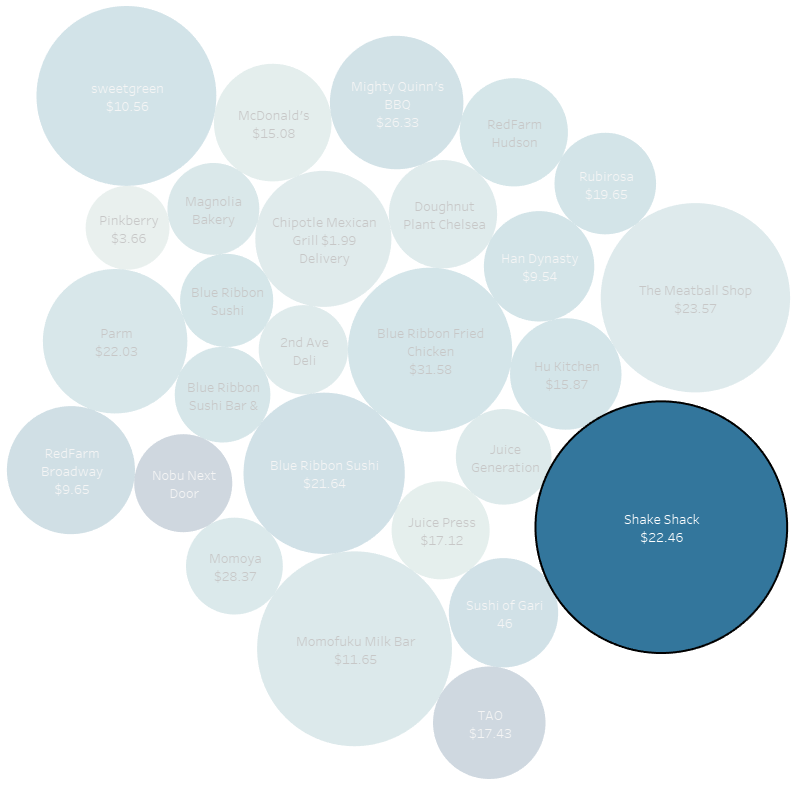 sweetgreen
$10.56
McDonald's
$15.08
Mighty Quinn's
BBQ
$26.33
RedFarm
Hudson
Rubirosa
$19.65
Pinkberry
$3.66
Magnolia
Bakery
Chipotle Mexican
Grill $1.99
Delivery
Doughnut
Plant Chelsea
Han Dynasty
$9.54
The Meatball Shop
$23.57
Blue Ribbon
Sushi
Parm
$22.03
2nd Ave
Deli
Blue Ribbon Fried
Chicken
$31.58
Hu Kitchen
$15.87
Blue Ribbon
Sushi Bar &
RedFarm
Broadway
$9.65
Nobu Next
Door
Blue Ribbon Sushi
$21.64
Juice
Generation
Juice Press
$17.12
Shake Shack
$22.46
Momoya
$28.37
Sushi of Gari
46
Momofuku Milk Bar
$11.65
TAO
$17.43